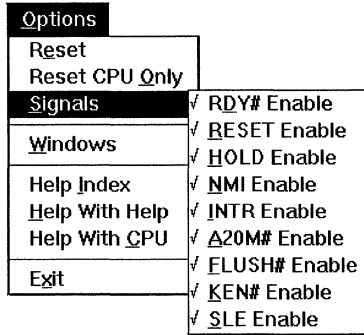 Options
Reset
Reset CPU Only
Signals
Windows
Help Index
Help With Help
Help With CPU
Exit
√ RDY# Enable
√ RESET Enable
√ HOLD Enable
√ NMI Enable
√ INTR Enable
√ A20M# Enable
√ FLUSH# Enable
√ KEN# Enable
√ SLE Enable